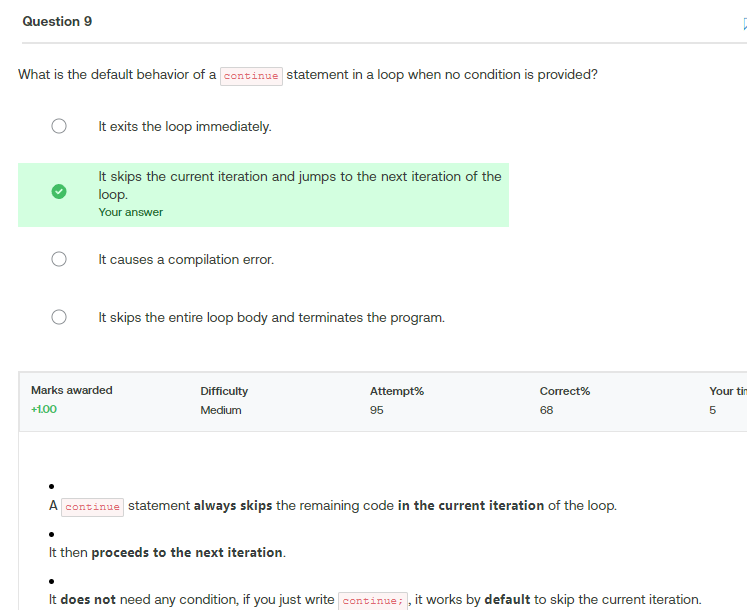 Question 9
What is the default behavior of a continue statement in a loop when no condition is provided?
It exits the loop immediately.
It skips the current iteration and jumps to the next iteration of the
loop.
Your answer
It causes a compilation error.
It skips the entire loop body and terminates the program.
Marks awarded Difficulty Attempt% Correct% Your
+1.00 Medium 95 68 5
A continue statement always skips the remaining code in the current iteration of the loop.
It then proceeds to the next iteration.
It does not need any condition, if you just write continue;, it works by default to skip the current iteration.